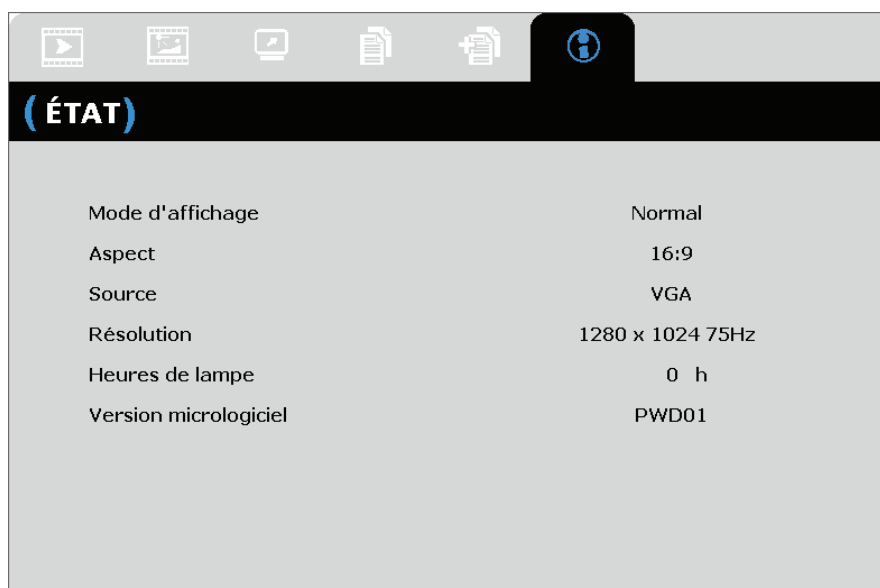 (ÉTAT)
Mode d'affichage Normal
Aspect 16:9
Source VGA
Résolution 1280 x 1024 75Hz
Heures de lampe 0 h
Version micrologiciel PWD01